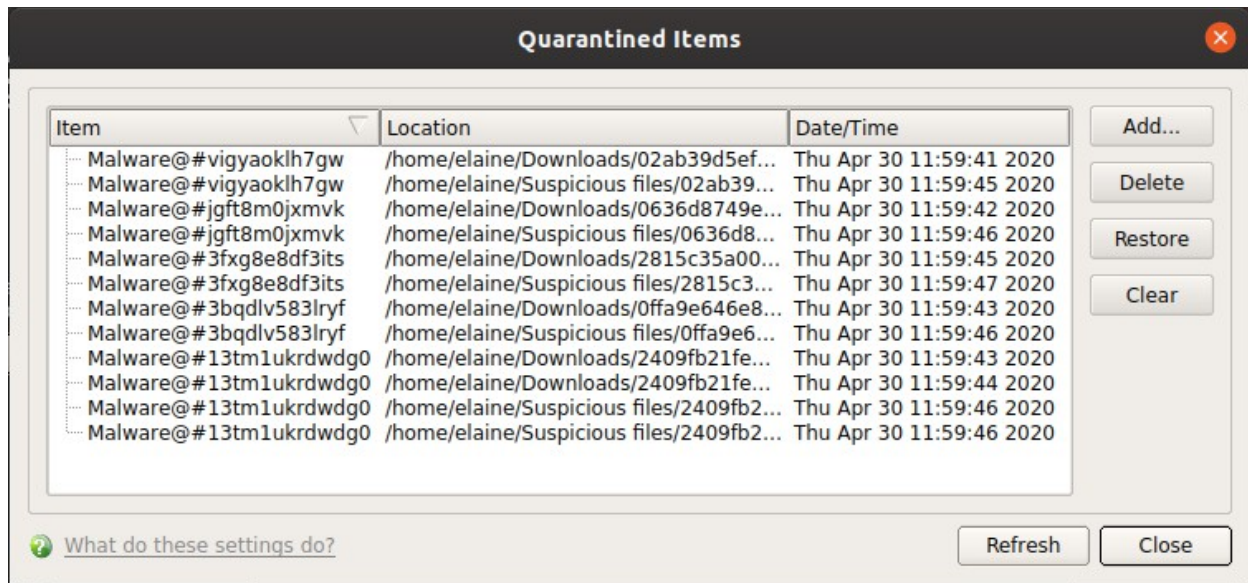 Quarantined Items
Item Location Date/Time
Malware@#vigyaoklh7gw /home/elaine/Downloads/02ab39d5ef... Thu Apr 30 11:59:41 2020
Malware@#vigyaoklh7gw /home/elaine/Suspicious files/02ab39... Thu Apr 30 11:59:45 2020
Malware@#jgft8m0jxmvk /home/elaine/Downloads/0636d8749e... Thu Apr 30 11:59:42 2020
Malware@#jgft8m0jxmvk /home/elaine/Suspicious files/0636d8... Thu Apr 30 11:59:46 2020
Malware@#3fxg8e8df3its /home/elaine/Downloads/2815c35a00... Thu Apr 30 11:59:45 2020
Malware@#3fxg8e8df3its /home/elaine/Suspicious files/2815c3... Thu Apr 30 11:59:47 2020
Malware@#3bqdlv583lryf /home/elaine/Downloads/0ffa9e646e8... Thu Apr 30 11:59:43 2020
Malware@#3bqdlv583lryf /home/elaine/Suspicious files/0ffa9e6... Thu Apr 30 11:59:46 2020
Malware@#13tm1ukrdwdg0 /home/elaine/Downloads/2409fb21fe... Thu Apr 30 11:59:43 2020
Malware@#13tm1ukrdwdg0 /home/elaine/Downloads/2409fb21fe... Thu Apr 30 11:59:44 2020
Malware@#13tm1ukrdwdg0 /home/elaine/Suspicious files/2409fb2... Thu Apr 30 11:59:46 2020
Malware@#13tm1ukrdwdg0 /home/elaine/Suspicious files/2409fb2... Thu Apr 30 11:59:46 2020
Add...
Delete
Restore
Clear
What do these settings do?
Refresh Close